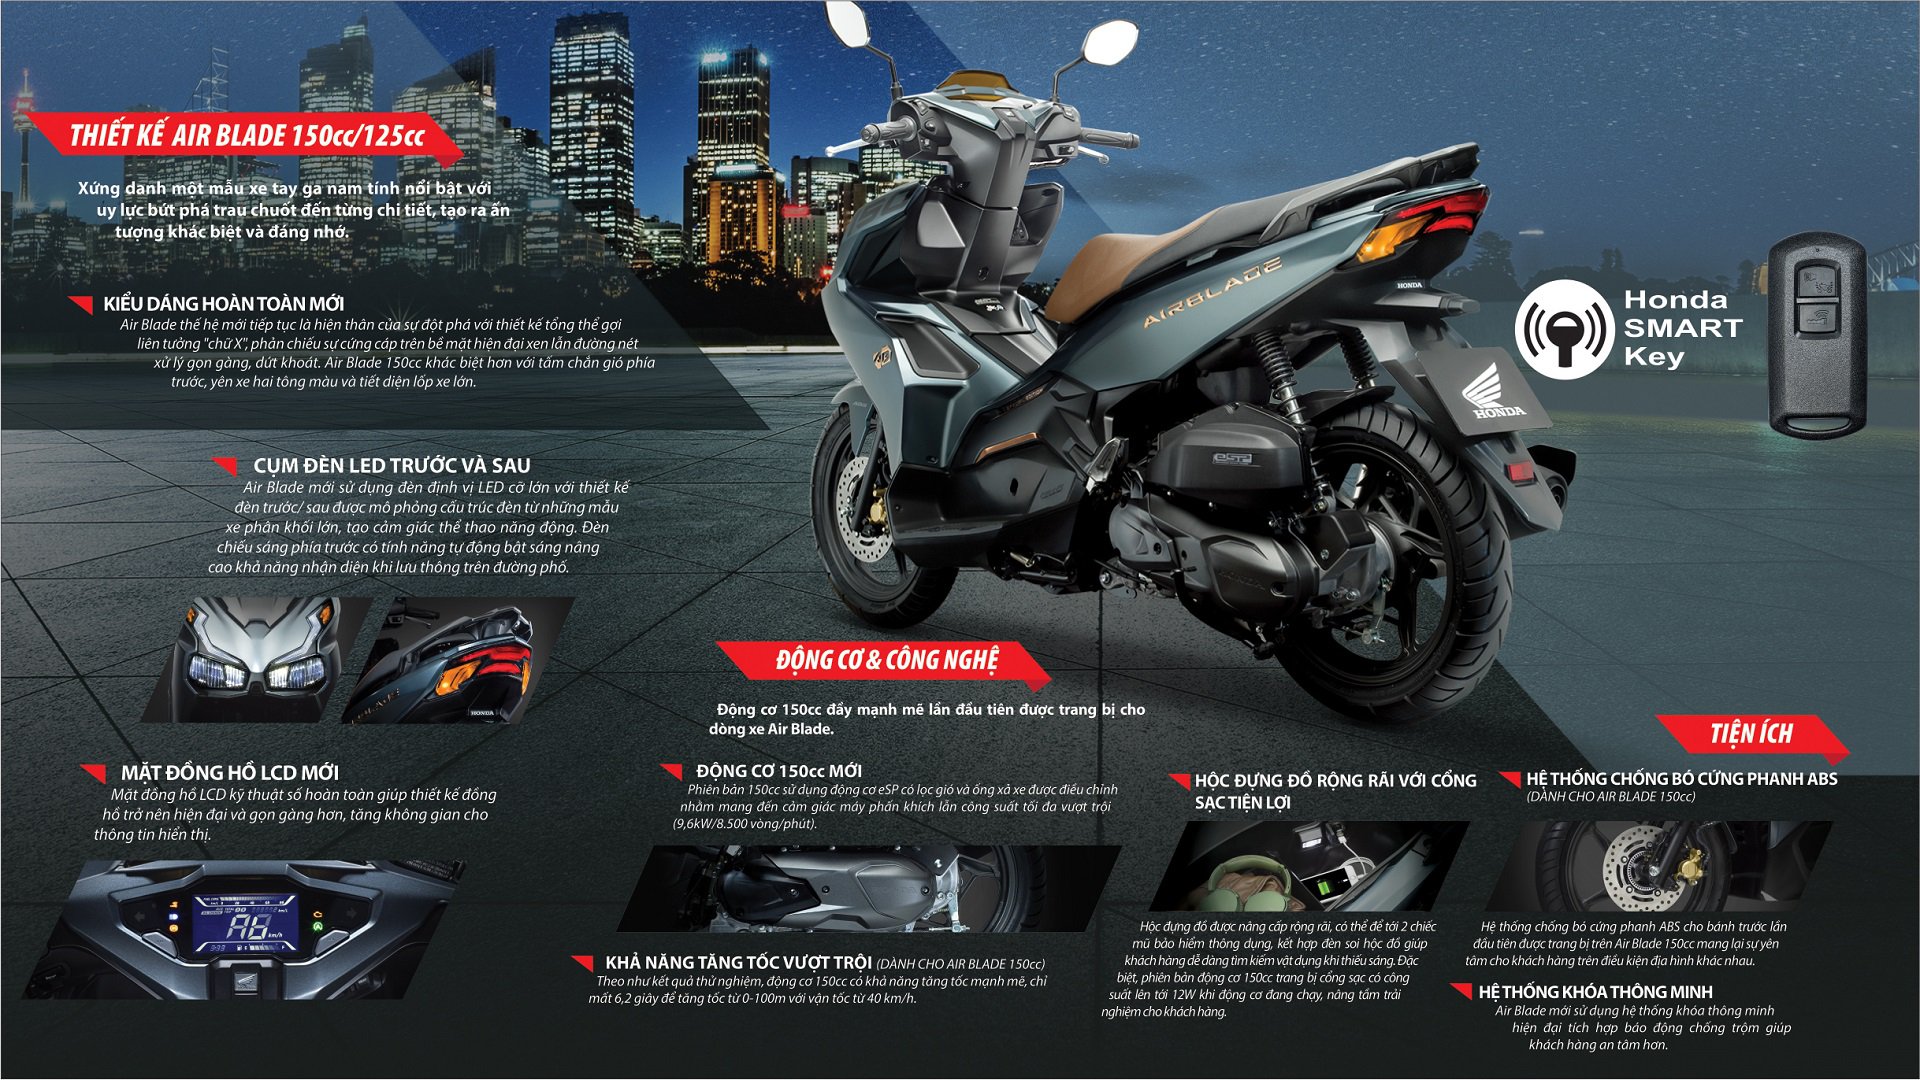 THIẾT KẾ AIR BLADE 150cc/125cc
Xứng danh một mẫu xe tay ga nam tính nổi bật với
uy lực bứt phá trau chuốt đến từng chi tiết, tạo ra ấn
tượng khác biệt và đáng nhớ.
KIỂU DÁNG HOÀN TOÀN MỚI
Air Blade thế hệ mới tiếp tục là hiện thân của sự đột phá với thiết kế tổng thể gợi
liên tưởng "chữ X", phản chiếu sự cứng cáp trên bề mặt hiện đại xen lẫn đường nét
xử lý gọn gàng, dứt khoát. Air Blade 150cc khác biệt hơn với tấm chắn gió phía
trước, yên xe hai tông màu và tiết diện lốp xe lớn.
CỤM ĐÈN LED TRƯỚC VÀ SAU
Air Blade mới sử dụng đèn định vị LED cỡ lớn với thiết kế
đèn trước/ sau được mô phỏng cấu trúc đèn từ những mẫu
xe phân khối lớn, tạo cảm giác thể thao năng động. Đèn
chiếu sáng phía trước có tính năng tự động bật sáng nâng
cao khả năng nhận diện khi lưu thông trên đường phố.
HONDA
MẶT ĐỒNG HỒ LCD MỚI
Mặt đồng hồ LCD kỹ thuật số hoàn toàn giúp thiết kế đồng
hồ trở nên hiện đại và gọn gàng hơn, tăng không gian cho
thông tin hiển thị.
AB
km/h
AIRBLADE
HONDA
HONDA
eSP
Honda
SMART
Key
ĐỘNG CƠ & CÔNG NGHỆ
Động cơ 150cc đầy mạnh mẽ lần đầu tiên được trang bị cho
dòng xe Air Blade.
ĐỘNG CƠ 150cc MỚI
Phiên bản 150cc sử dụng động cơ eSP có lọc gió và ống xả xe được điều chỉnh
nhằm mang đến cảm giác máy phấn khích lẫn công suất tối đa vượt trội
(9,6kW/8.500 vòng/phút).
KHẢ NĂNG TĂNG TỐC VƯỢT TRỘI (DÀNH CHO AIR BLADE 150cc)
Theo như kết quả thử nghiệm, động cơ 150cc có khả năng tăng tốc mạnh mẽ, chỉ
mất 6,2 giây để tăng tốc từ 0-100m với vận tốc từ 40 km/h.
TIỆN ÍCH
HỘC ĐỰNG ĐỒ RỘNG RÃI VỚI CỔNG
SẠC TIỆN LỢI
Hộc đựng đồ được nâng cấp rộng rãi, có thể để tới 2 chiếc
mũ bảo hiểm thông dụng, kết hợp đèn soi hộc đồ giúp
khách hàng dễ dàng tìm kiếm vật dụng khi thiếu sáng. Đặc
biệt, phiên bản động cơ 150cc trang bị cổng sạc có công
suất lên tới 12W khi động cơ đang chạy, nâng tầm trải
nghiệm cho khách hàng.
HỆ THỐNG CHỐNG BÓ CỨNG PHANH ABS
(DÀNH CHO AIR BLADE 150cc)
Hệ thống chống bó cứng phanh ABS cho bánh trước lần
đầu tiên được trang bị trên Air Blade 150cc mang lại sự yên
tâm cho khách hàng trên điều kiện địa hình khác nhau.
HỆ THỐNG KHÓA THÔNG MINH
Air Blade mới sử dụng hệ thống khóa thông minh
hiện đại tích hợp báo động chống trộm giúp
khách hàng an tâm hơn.